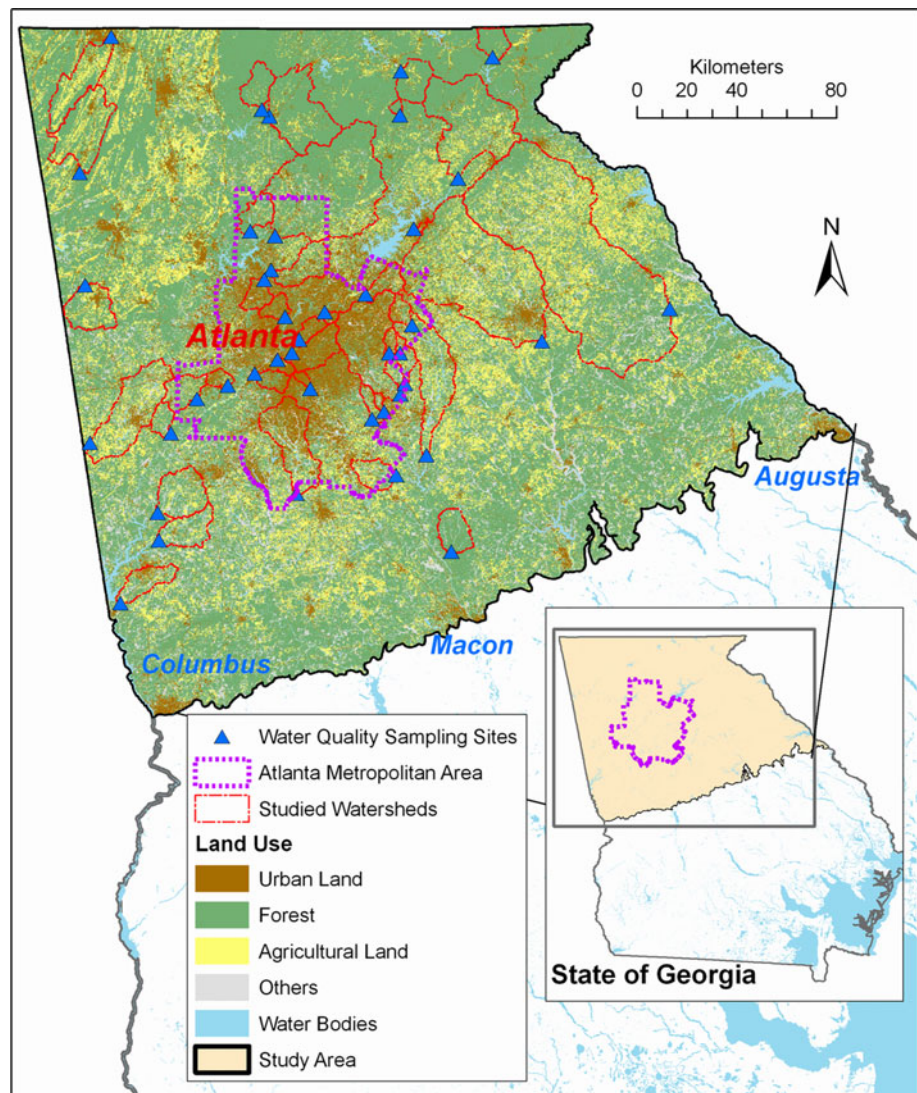 Kilometers
0 20 40 80
N
Atlanta
Augusta
Macon
Columbus
Water Quality Sampling Sites
Atlanta Metropolitan Area
Studied Watersheds
Land Use
Urban Land
Forest
Agricultural Land
Others
Water Bodies
Study Area
State of Georgia